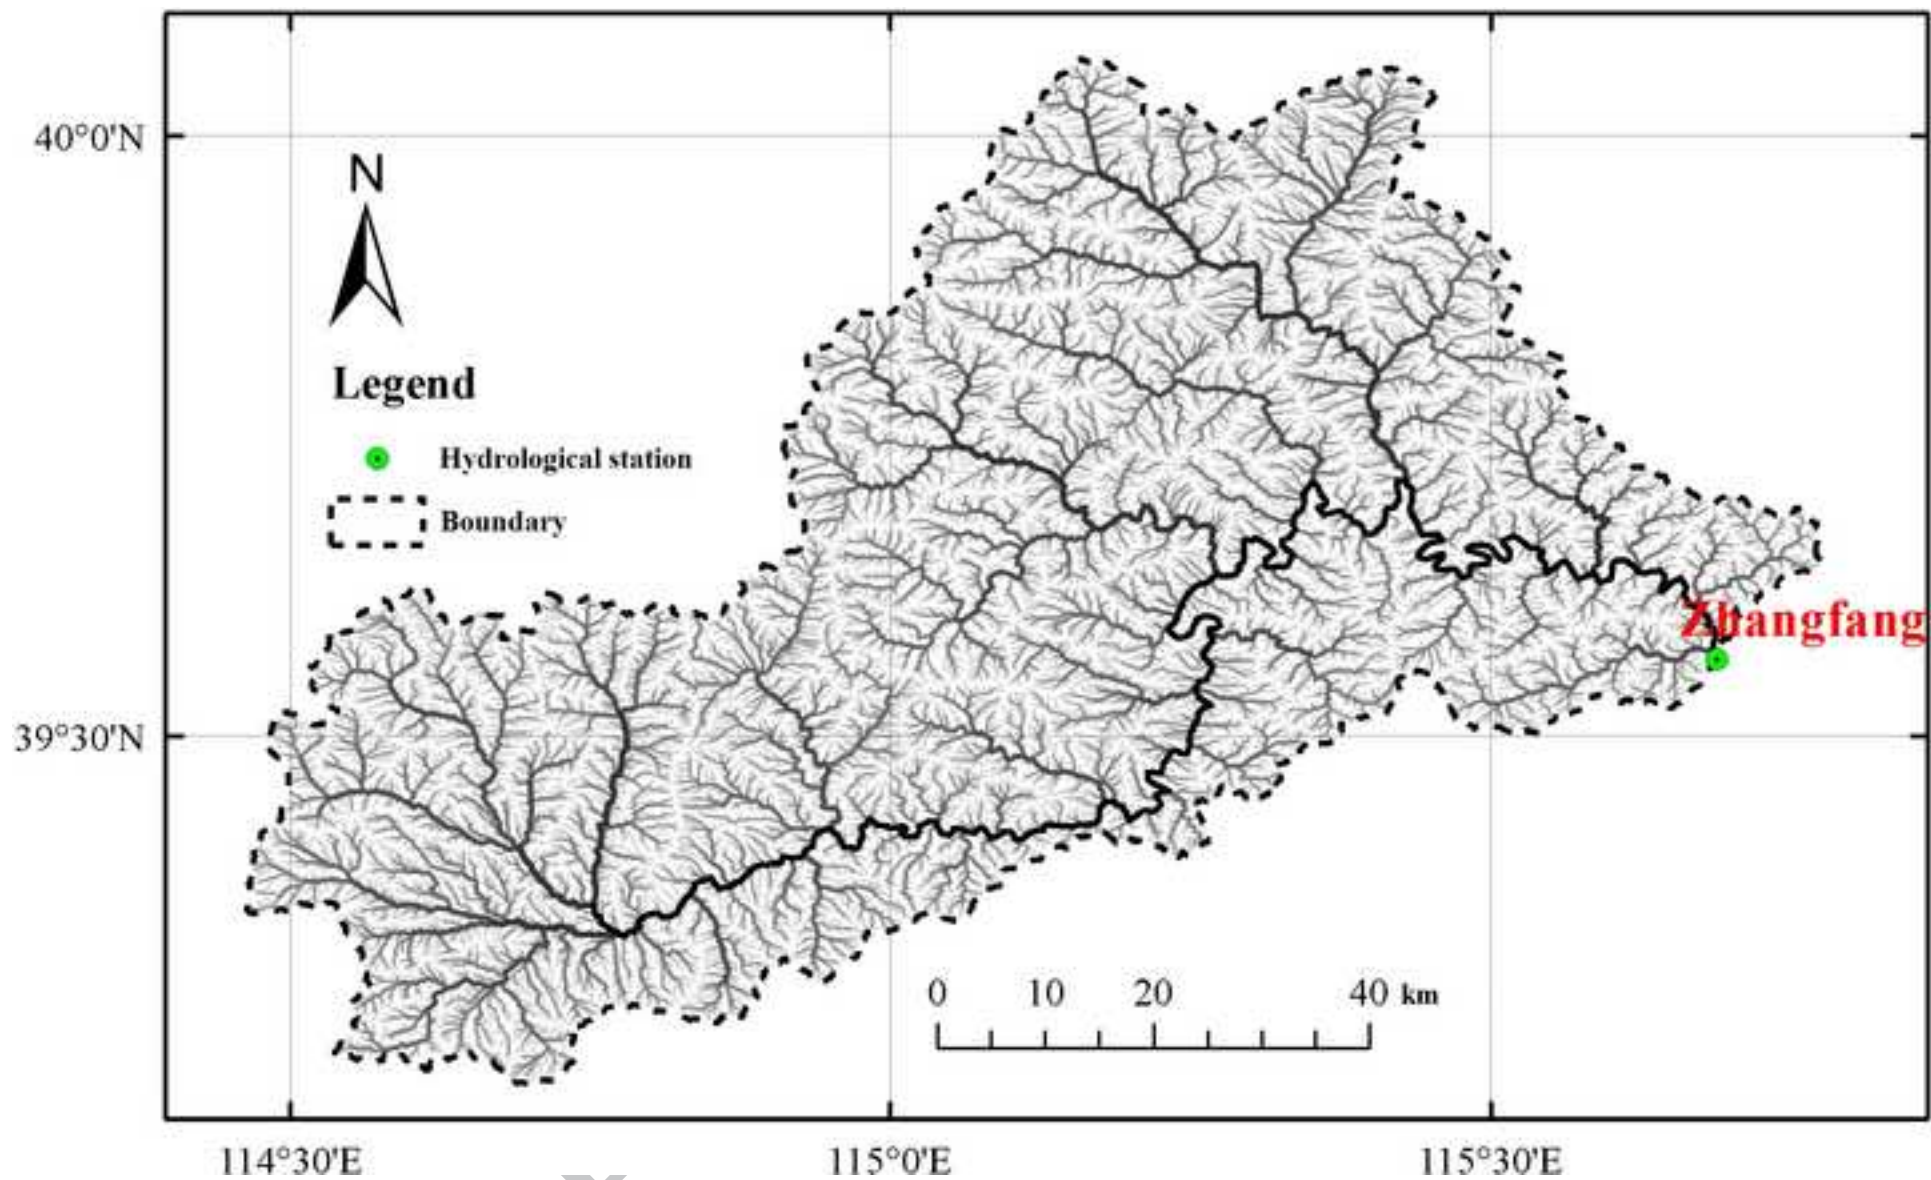 40°0'N
N
Legend
Hydrological station
Boundary
Zhangfang
39°30'N
0 10 20 40 km
114°30'E 115°0'E 115°30'E